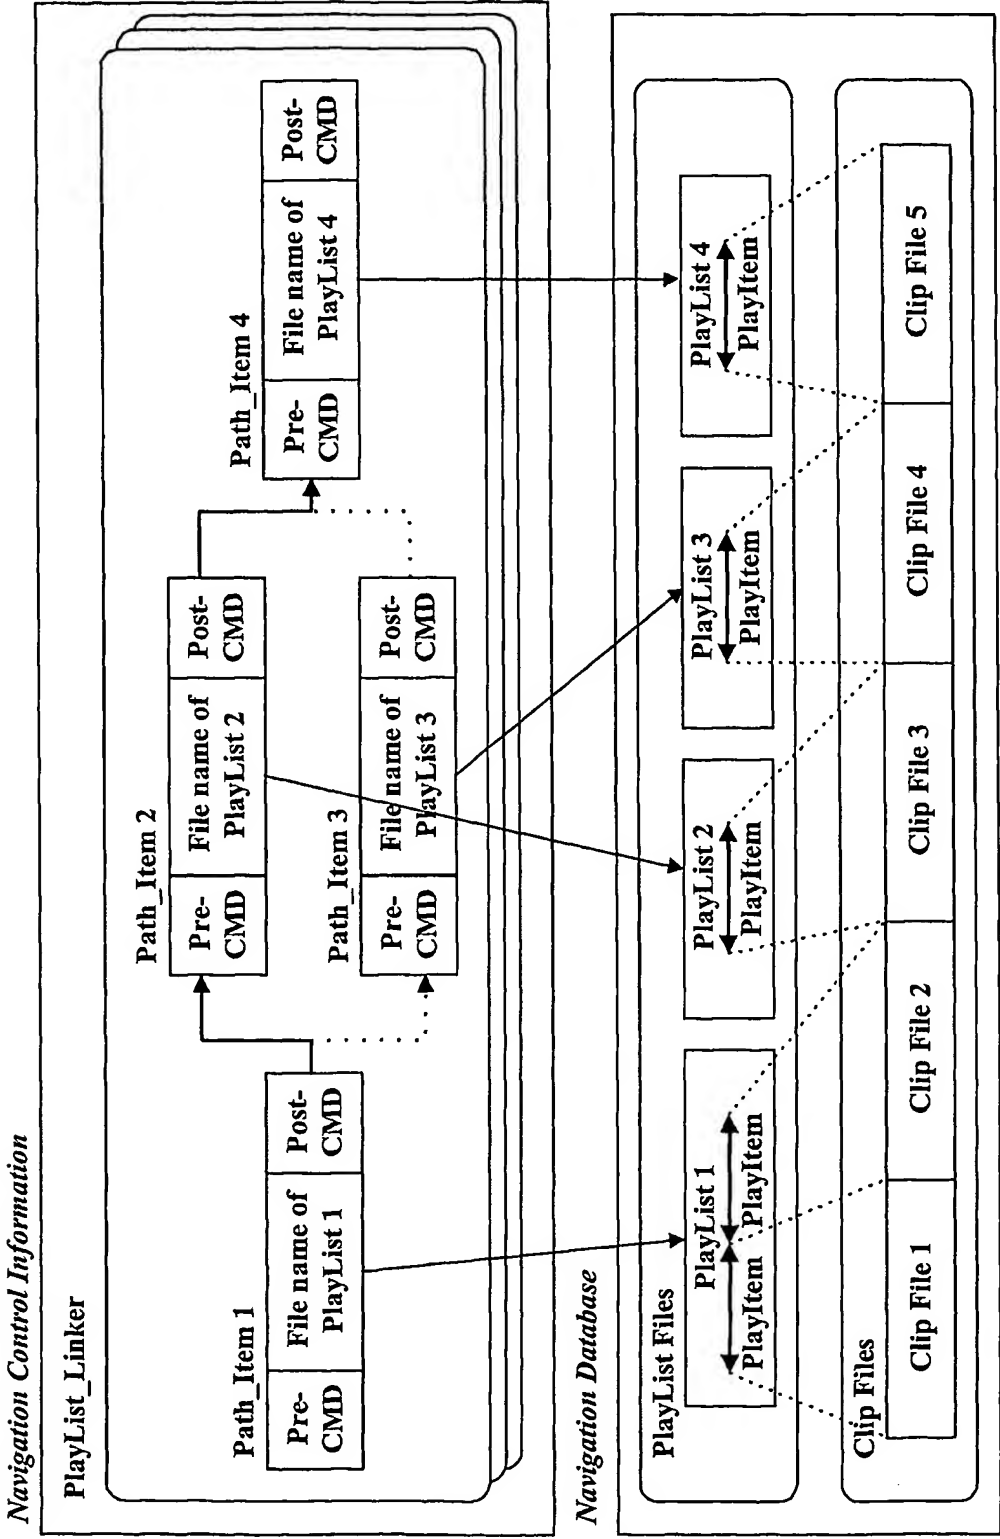 Navigation Control Information
PlayList_Linker
Path_Item 1
Pre-
CMD
File name of
PlayList 1
Post-
CMD
Path_Item 2
Pre-
CMD
File name of
PlayList 2
Post-
CMD
Path_Item 3
Pre-
CMD
File name of
PlayList 3
Post-
CMD
Path_Item 4
Pre-
CMD
File name of
PlayList 4
Post-
CMD
Navigation Database
PlayList Files
PlayList 1
PlayItem
PlayItem
PlayList 2
PlayItem
PlayList 3
PlayItem
PlayList 4
PlayItem
Clip Files
Clip File 1
Clip File 2
Clip File 3
Clip File 4
Clip File 5